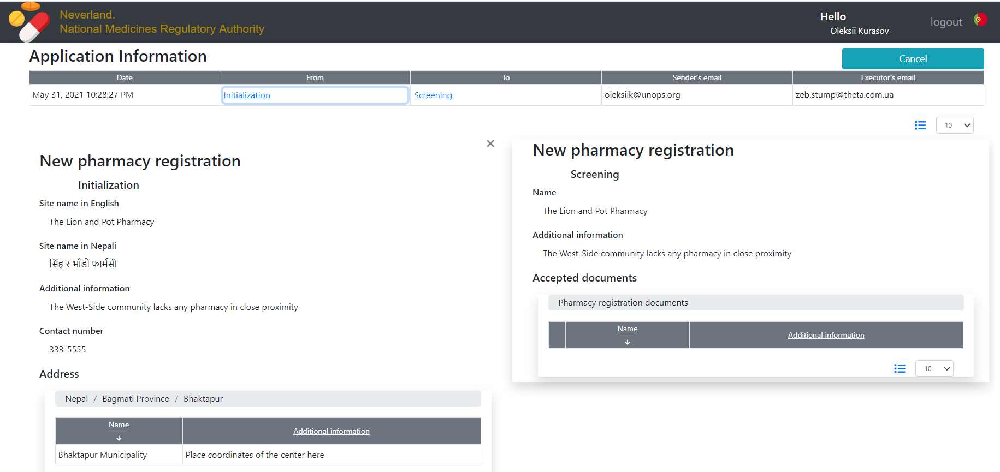 Neverland.
National Medicines Regulatory Authority
Hello
Oleksii Kurasov
logout
Application Information
Cancel
Date From To Sender's email Executor's email
May 31, 2021 10:28:27 PM Initialization Screening oleksiik@unops.org zeb.stump@theta.com.ua
10
New pharmacy registration
Initialization
Site name in English
The Lion and Pot Pharmacy
Site name in Nepali
सिंह र भाँडो फार्मेसी
Additional information
The West-Side community lacks any pharmacy in close proximity
Contact number
333-5555
Address
Nepal / Bagmati Province / Bhaktapur
Name Additional information
Bhaktapur Municipality Place coordinates of the center here
New pharmacy registration
Screening
Name
The Lion and Pot Pharmacy
Additional information
The West-Side community lacks any pharmacy in close proximity
Accepted documents
Pharmacy registration documents
Name Additional information
10